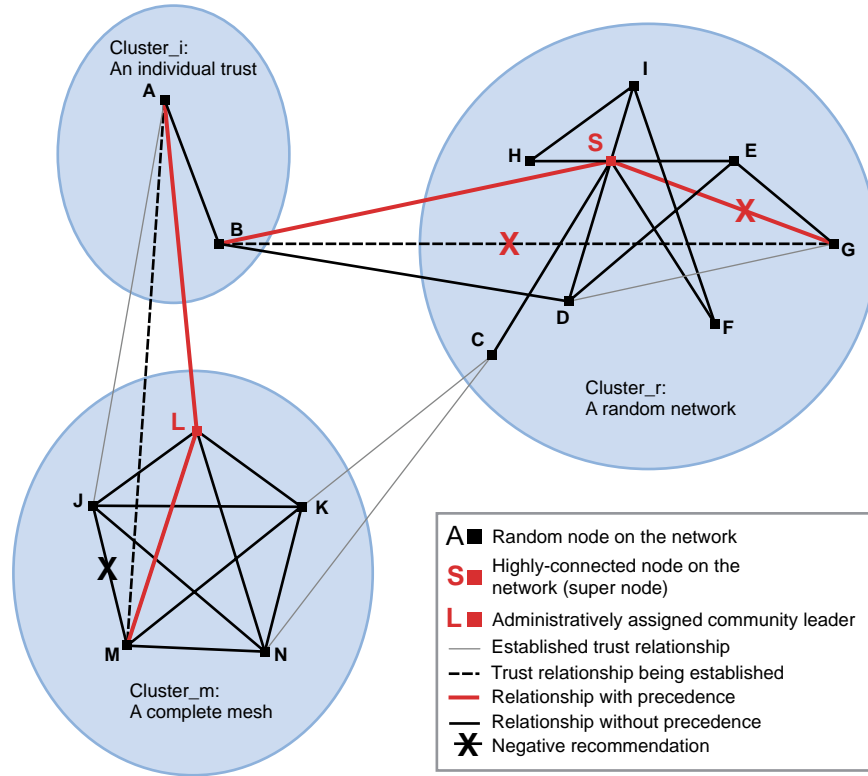 Cluster_i:
An individual trust
A
B
I
S
H
E
X
X
G
D
F
C
Cluster_r:
A random network
L
J
K
X
M
N
Cluster_m:
A complete mesh
A Random node on the network
S Highly-connected node on the
network (super node)
L Administratively assigned community leader
Established trust relationship
Trust relationship being established
Relationship with precedence
Relationship without precedence
X Negative recommendation